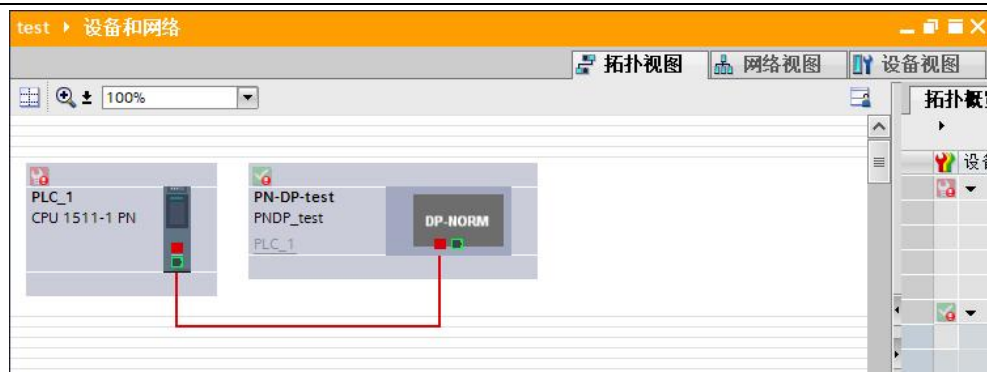 test ▸ 设备和网络
拓扑视图 网络视图 设备视图
100%
拓扑概
PLC_1
CPU 1511-1 PN
PN-DP-test
PNDP_test
PLC_1
DP-NORM
设